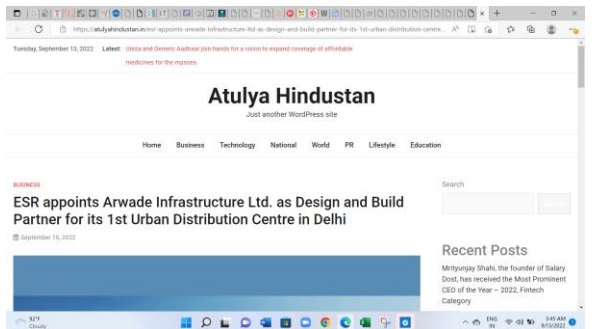 https://atulyahindustan.in/esr-appoints-arwade-infrastructure-ltd-as-design-and-build-partner-for-its-1st-urban-distribution-centre...
Tuesday, September 13, 2022 Latest: Uniza and Generic Aadhaar join hands for a vision to expand coverage of affordable
medicines for the masses
Atulya Hindustan
Just another WordPress site
Home Business Technology National World PR Lifestyle Education
BUSINESS
ESR appoints Arwade Infrastructure Ltd. as Design and Build
Partner for its 1st Urban Distribution Centre in Delhi
September 10, 2022
Search
Recent Posts
Mrityunjay Shahi, the founder of Salary
Dost, has received the Most Prominent
CEO of the Year – 2022, Fintech
Category
92°F
Cloudy
ENG
IN
3:45 AM
9/13/2022